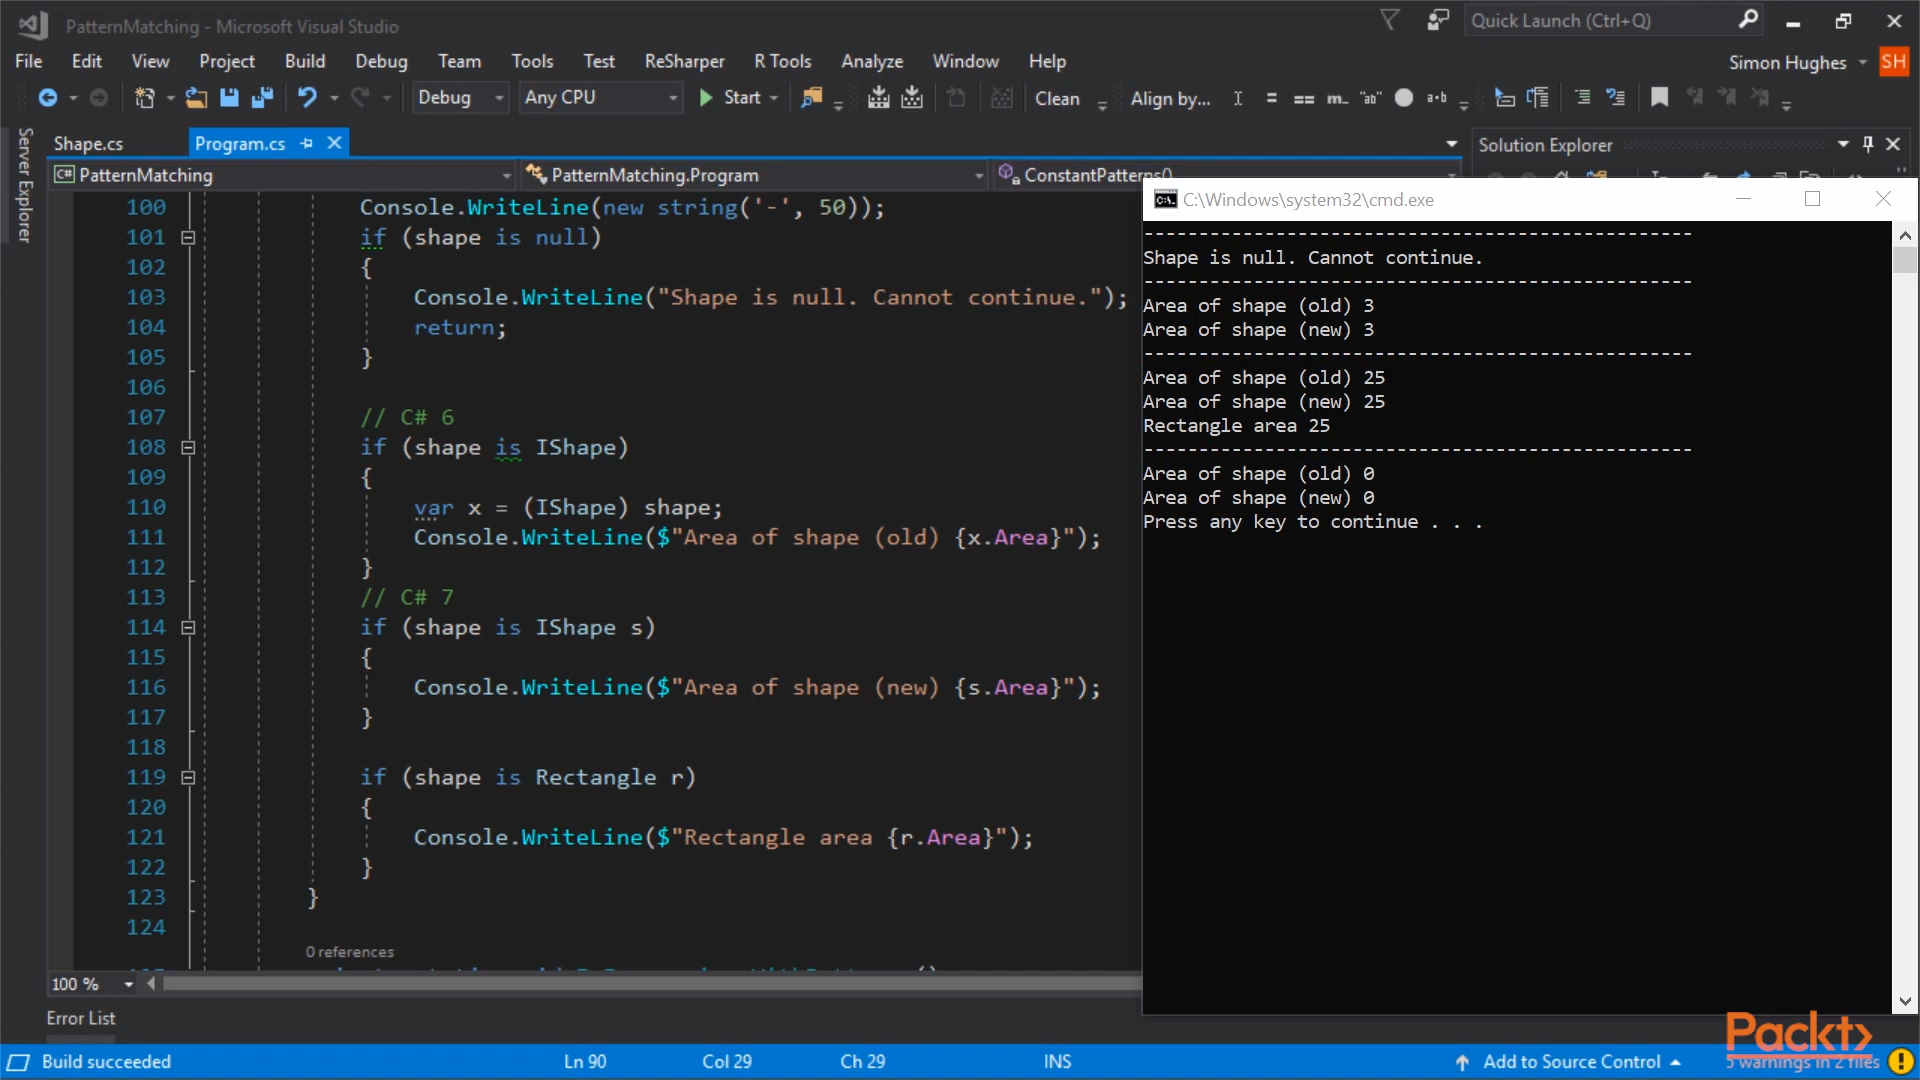 PatternMatching - Microsoft Visual Studio
Quick Launch (Ctrl+Q)
File Edit View Project Build Debug Team Tools Test ReSharper R Tools Analyze Window Help
Simon Hughes SH
Debug Any CPU Start Clean Align by...
Server Explorer
Shape.cs Program.cs
Solution Explorer
C# PatternMatching PatternMatching.Program ConstantPatterns()
100 Console.WriteLine(new string('-', 50));
101 if (shape is null)
102 {
103 Console.WriteLine("Shape is null. Cannot continue.");
104 return;
105 }
106
107 // C# 6
108 if (shape is IShape)
109 {
110 var x = (IShape) shape;
111 Console.WriteLine($"Area of shape (old) {x.Area}");
112 }
113 // C# 7
114 if (shape is IShape s)
115 {
116 Console.WriteLine($"Area of shape (new) {s.Area}");
117 }
118
119 if (shape is Rectangle r)
120 {
121 Console.WriteLine($"Rectangle area {r.Area}");
122 }
123 }
124
0 references
C:\Windows\system32\cmd.exe
--------------------------------------------------
Shape is null. Cannot continue.
--------------------------------------------------
Area of shape (old) 3
Area of shape (new) 3
--------------------------------------------------
Area of shape (old) 25
Area of shape (new) 25
Rectangle area 25
--------------------------------------------------
Area of shape (old) 0
Area of shape (new) 0
Press any key to continue . . .
100 %
Error List
Packt>
Build succeeded Ln 90 Col 29 Ch 29 INS Add to Source Control 5 warnings in 2 files